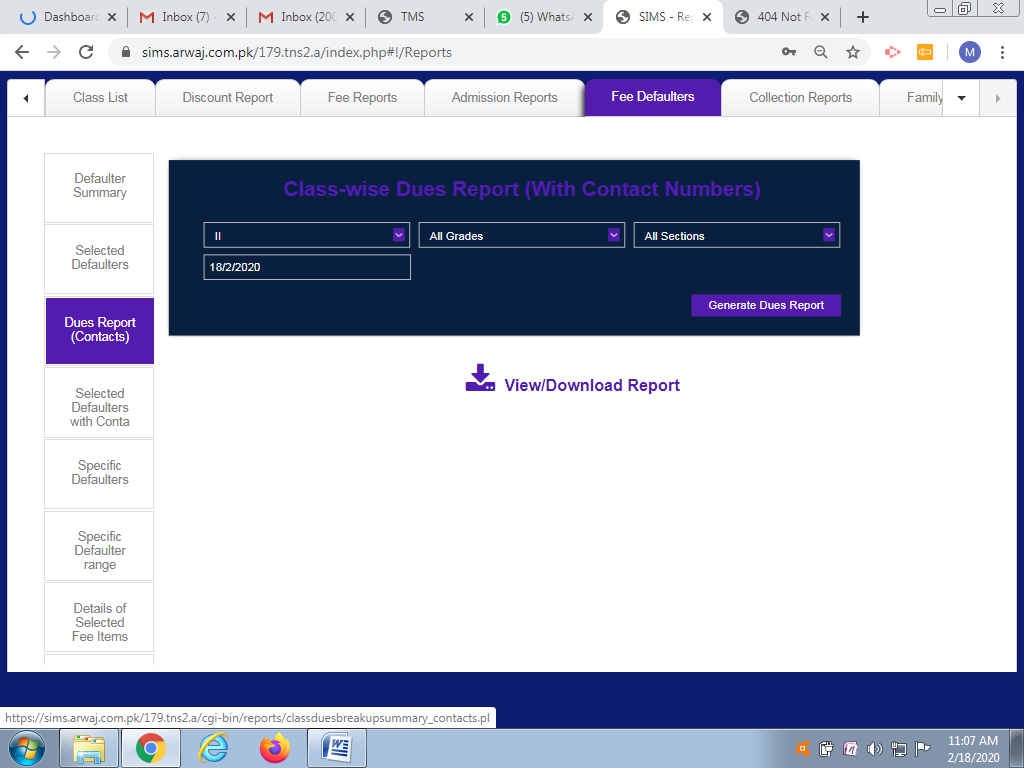 Dashboard
Inbox (7) -
Inbox (200
TMS
(5) WhatsA
SIMS - Rep
404 Not F
sims.arwaj.com.pk/179.tns2.a/index.php#!/Reports
M
Class List
Discount Report
Fee Reports
Admission Reports
Fee Defaulters
Collection Reports
Family
Defaulter
Summary
Selected
Defaulters
Dues Report
(Contacts)
Selected
Defaulters
with Conta
Specific
Defaulters
Specific
Defaulter
range
Details of
Selected
Fee Items
Class-wise Dues Report (With Contact Numbers)
II
All Grades
All Sections
18/2/2020
Generate Dues Report
View/Download Report
https://sims.arwaj.com.pk/179.tns2.a/cgi-bin/reports/classduesbreakupsummary_contacts.pl
11:07 AM
2/18/2020